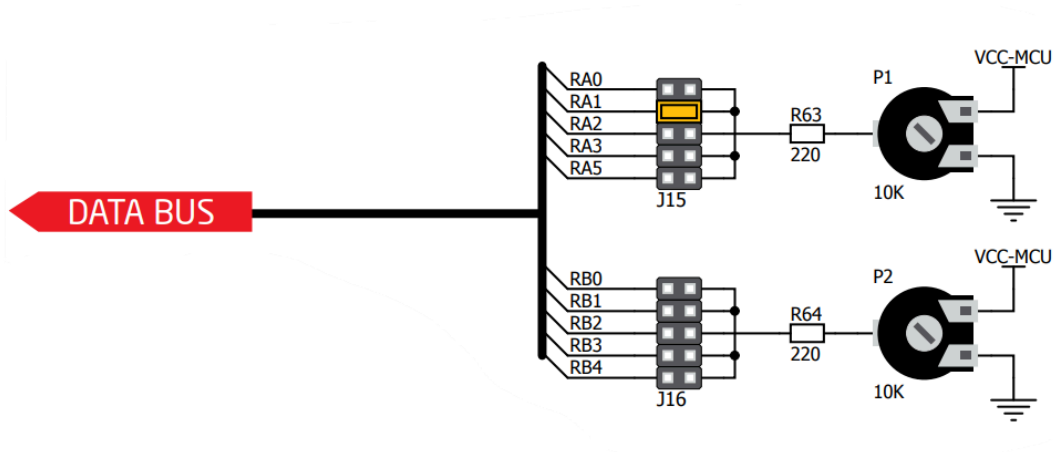 DATA BUS
RA0
RA1
RA2
RA3
RA5
J15
R63
220
P1
10K
VCC-MCU
RB0
RB1
RB2
RB3
RB4
J16
R64
220
P2
10K
VCC-MCU